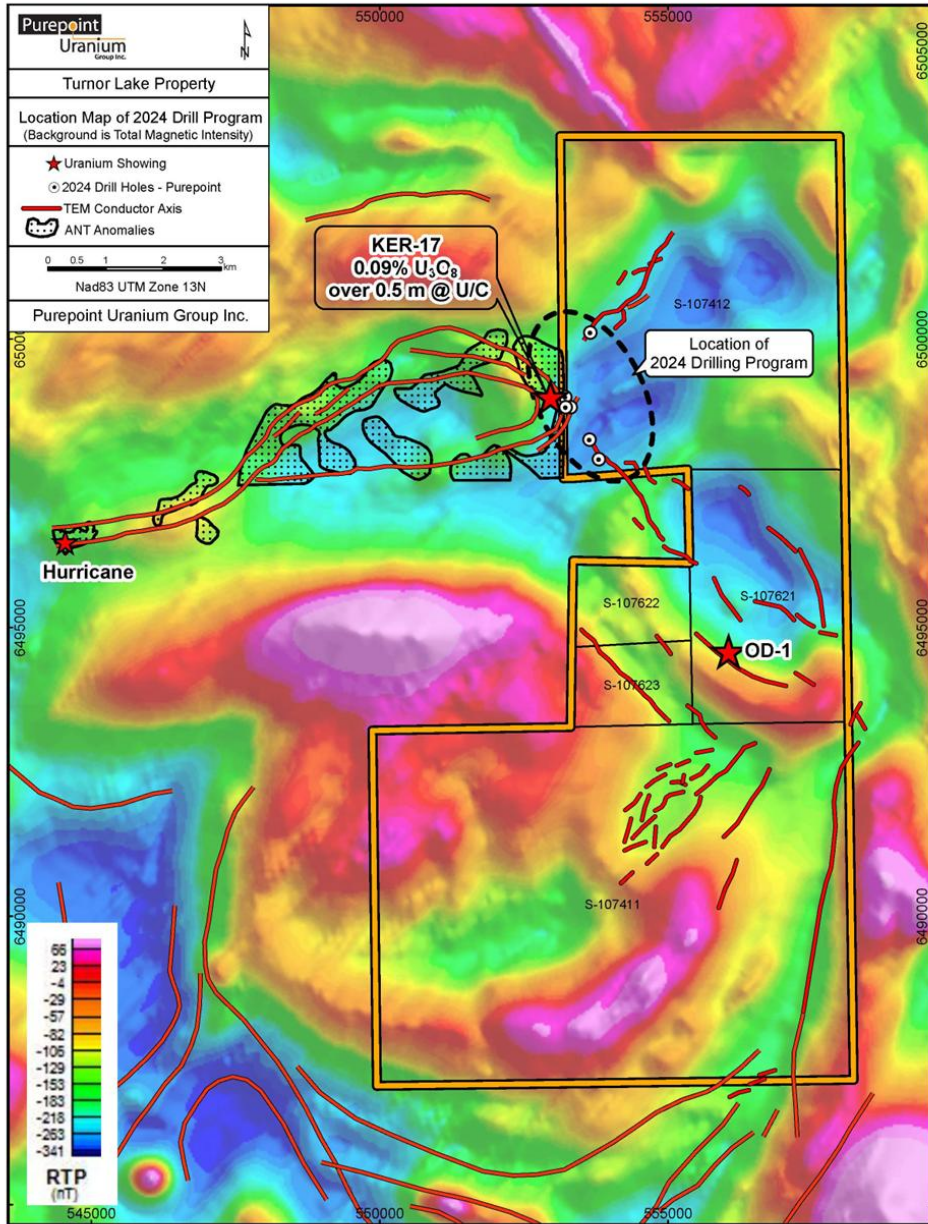 Purepoint
Uranium
Group Inc.
N
Turnor Lake Property
Location Map of 2024 Drill Program
(Background is Total Magnetic Intensity)
Uranium Showing
2024 Drill Holes - Purepoint
TEM Conductor Axis
ANT Anomalies
0 0.5 1 2 3
km
Nad83 UTM Zone 13N
Purepoint Uranium Group Inc.
550000
555000
6505000
KER-17
0.09% U₃O₈
over 0.5 m @ U/C
S-107412
Location of
2024 Drilling Program
6500000
6500000
Hurricane
S-107622
S-107621
6495000
6495000
OD-1
S-107623
S-107411
6490000
6490000
66
23
-4
-29
-57
-82
-106
-129
-153
-183
-218
-263
-341
RTP
(nT)
545000
550000
555000